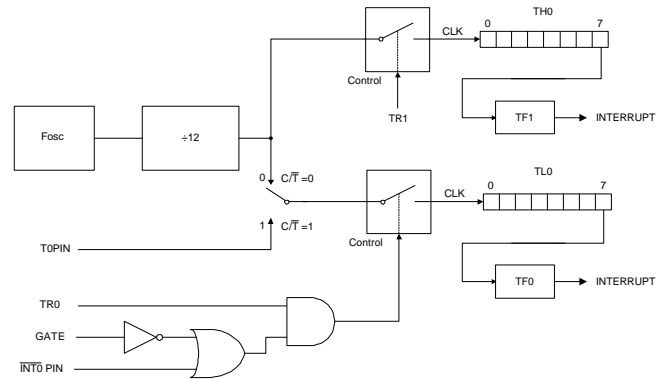 TH0
0 7
CLK
Control
TR1
TF1 INTERRUPT
Fosc ÷12
0 C/T̅ =0
1 C/T̅ =1
T0PIN
TL0
0 7
CLK
Control
TF0 INTERRUPT
TR0
GATE
I̅N̅T̅0̅ PIN